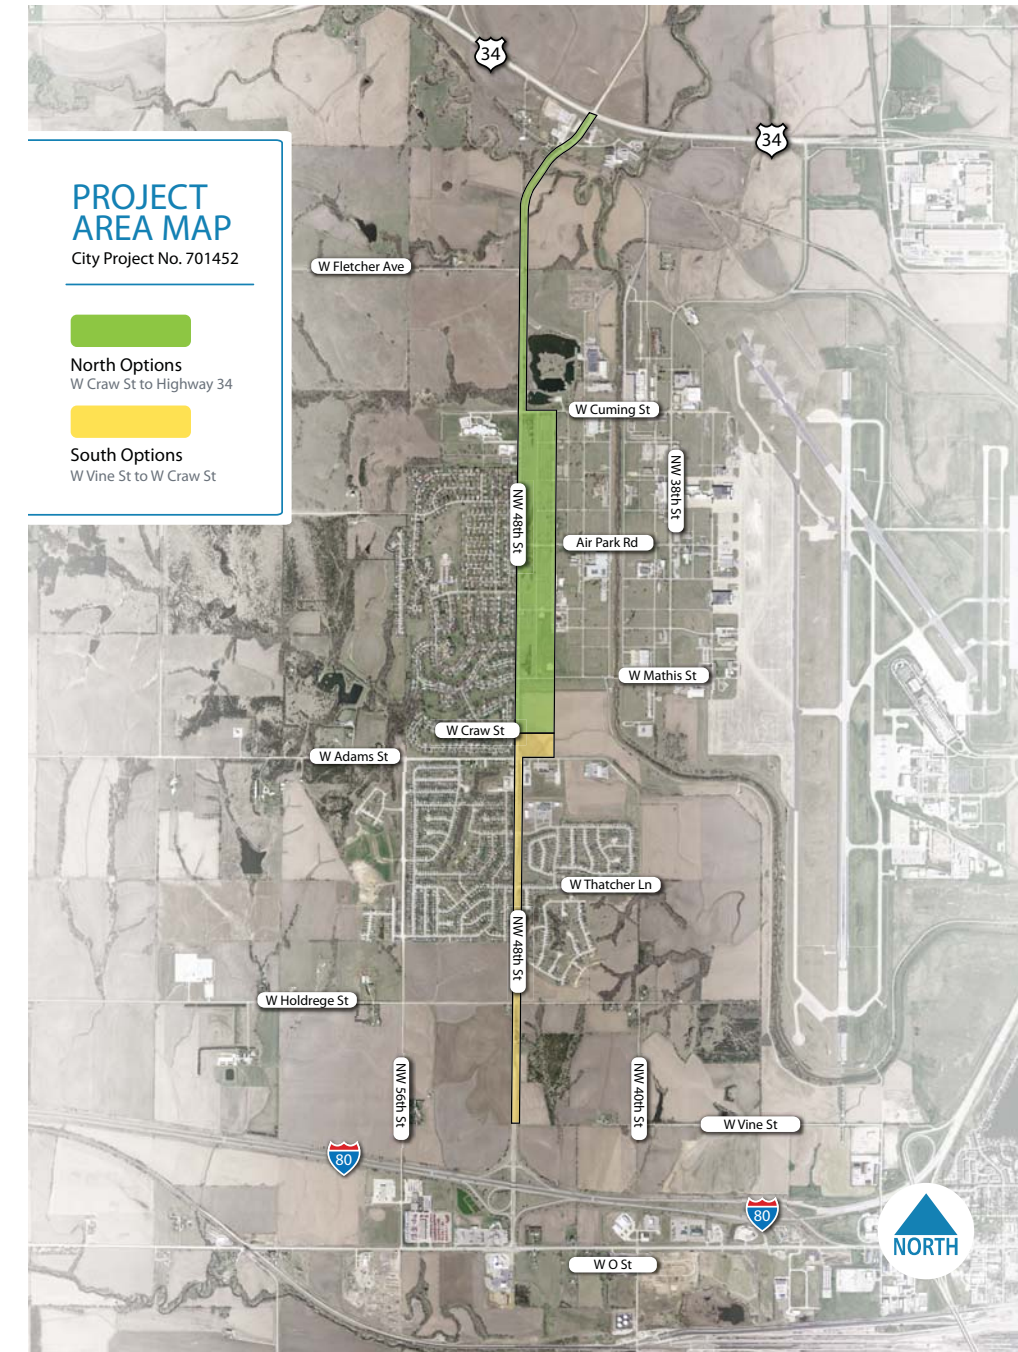 34
34
PROJECT
AREA MAP
City Project No. 701452
North Options
W Craw St to Highway 34
South Options
W Vine St to W Craw St
W Fletcher Ave
W Cuming St
NW 38th St
NW 48th St
Air Park Rd
W Mathis St
W Craw St
W Adams St
W Thatcher Ln
NW 48th St
W Holdrege St
NW 56th St
NW 40th St
W Vine St
80
80
NORTH
W O St